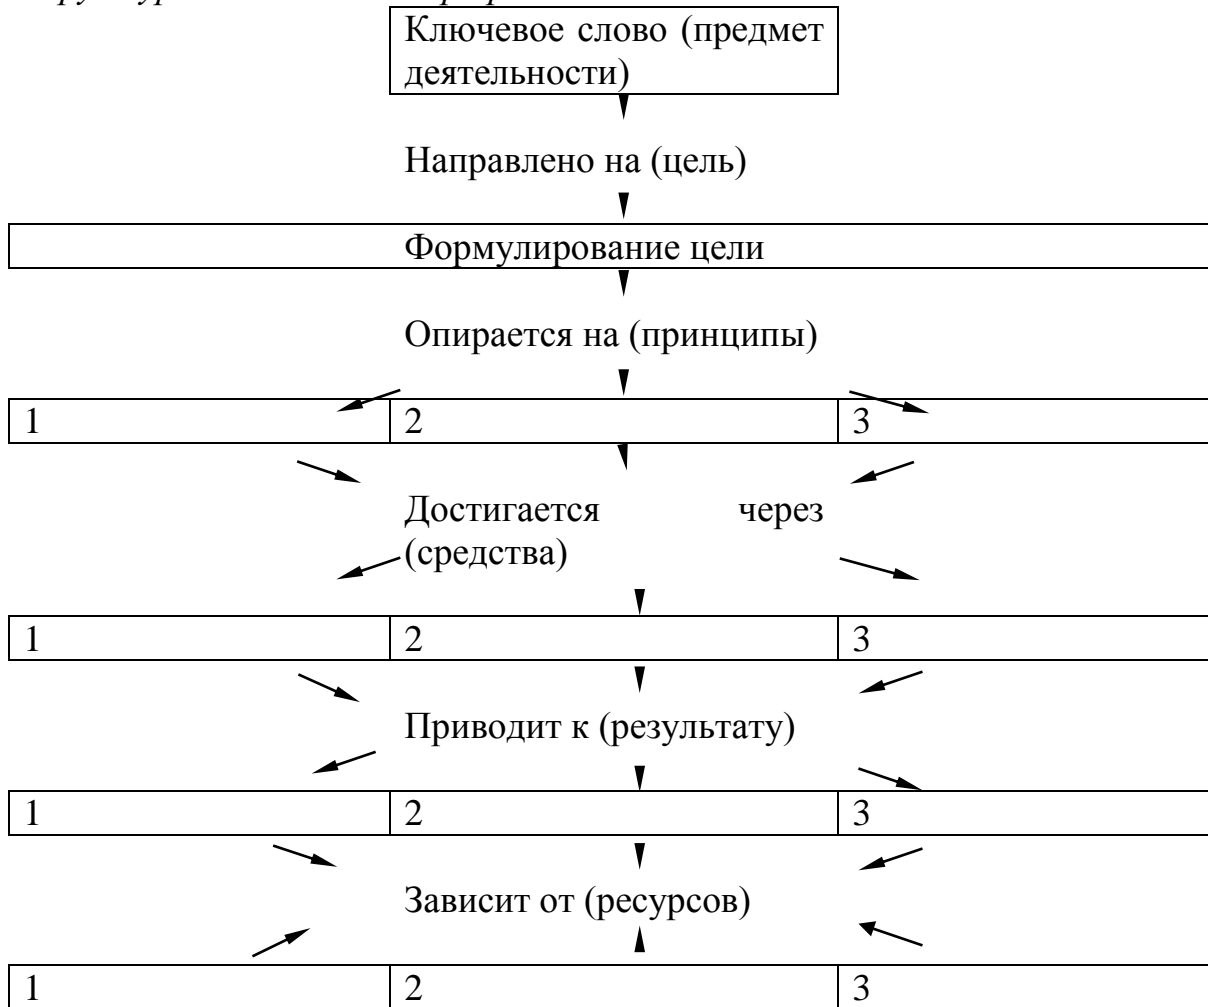 Ключевое слово (предмет
деятельности)
Направлено на (цель)
Формулирование цели
Опирается на (принципы)
1 2 3
Достигается через
(средства)
1 2 3
Приводит к (результату)
1 2 3
Зависит от (ресурсов)
1 2 3